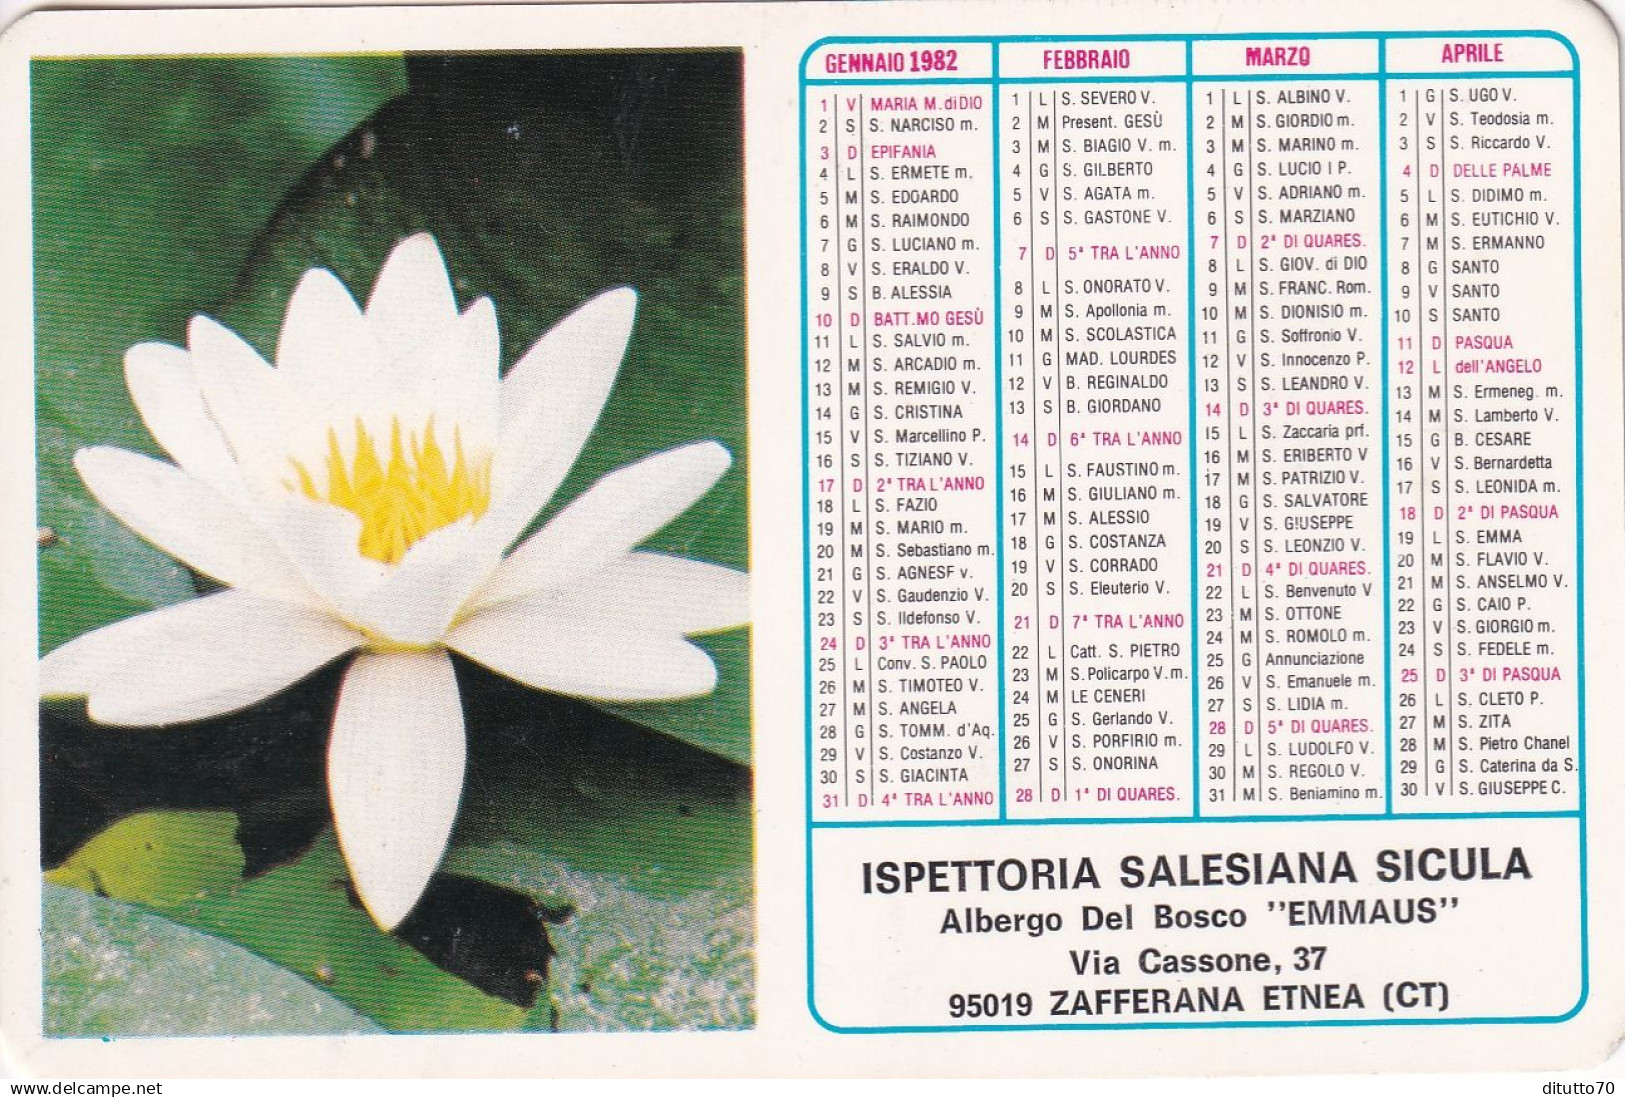 GENNAIO 1982
1 V MARIA M. di DIO
2 S S. NARCISO m.
3 D EPIFANIA
4 L S. ERMETE m.
5 M S. EDOARDO
6 M S. RAIMONDO
7 G S. LUCIANO m.
8 V S. ERALDO V.
9 S B. ALESSIA
10 D BATT.MO GESÙ
11 L S. SALVIO m.
12 M S. ARCADIO m.
13 M S. REMIGIO V.
14 G S. CRISTINA
15 V S. Marcellino P.
16 S S. TIZIANO V.
17 D 2ª TRA L'ANNO
18 L S. FAZIO
19 M S. MARIO m.
20 M S. Sebastiano m.
21 G S. AGNESF v.
22 V S. Gaudenzio V.
23 S S. Ildefonso V.
24 D 3ª TRA L'ANNO
25 L Conv. S. PAOLO
26 M S. TIMOTEO V.
27 M S. ANGELA
28 G S. TOMM. d'Aq.
29 V S. Costanzo V.
30 S S. GIACINTA
31 D 4ª TRA L'ANNO
FEBBRAIO
1 L S. SEVERO V.
2 M Present. GESÙ
3 M S. BIAGIO V. m.
4 G S. GILBERTO
5 V S. AGATA m.
6 S S. GASTONE V.
7 D 5ª TRA L'ANNO
8 L S. ONORATO V.
9 M S. Apollonia m.
10 M S. SCOLASTICA
11 G MAD. LOURDES
12 V B. REGINALDO
13 S B. GIORDANO
14 D 6ª TRA L'ANNO
15 L S. FAUSTINO m.
16 M S. GIULIANO m.
17 M S. ALESSIO
18 G S. COSTANZA
19 V S. CORRADO
20 S S. Eleuterio V.
21 D 7ª TRA L'ANNO
22 L Catt. S. PIETRO
23 M S. Policarpo V. m.
24 M LE CENERI
25 G S. Gerlando V.
26 V S. PORFIRIO m.
27 S S. ONORINA
28 D 1ª DI QUARES.
MARZO
1 L S. ALBINO V.
2 M S. GIORDIO m.
3 M S. MARINO m.
4 G S. LUCIO I P.
5 V S. ADRIANO m.
6 S S. MARZIANO
7 D 2ª DI QUARES.
8 L S. GIOV. di DIO
9 M S. FRANC. Rom.
10 M S. DIONISIO m.
11 G S. Soffronio V.
12 V S. Innocenzo P.
13 S S. LEANDRO V.
14 D 3ª DI QUARES.
15 L S. Zaccaria prf.
16 M S. ERIBERTO V
17 M S. PATRIZIO V.
18 G S. SALVATORE
19 V S. GIUSEPPE
20 S S. LEONZIO V.
21 D 4ª DI QUARES.
22 L S. Benvenuto V
23 M S. OTTONE
24 M S. ROMOLO m.
25 G Annunciazione
26 V S. Emanuele m.
27 S S. LIDIA m.
28 D 5ª DI QUARES.
29 L S. LUDOLFO V.
30 M S. REGOLO V.
31 M S. Beniamino m.
APRILE
1 G S. UGO V.
2 V S. Teodosia m.
3 S S. Riccardo V.
4 D DELLE PALME
5 L S. DIDIMO m.
6 M S. EUTICHIO V.
7 M S. ERMANNO
8 G SANTO
9 V SANTO
10 S SANTO
11 D PASQUA
12 L dell'ANGELO
13 M S. Ermeneg. m.
14 M S. Lamberto V.
15 G B. CESARE
16 V S. Bernardetta
17 S S. LEONIDA m.
18 D 2ª DI PASQUA
19 L S. EMMA
20 M S. FLAVIO V.
21 M S. ANSELMO V.
22 G S. CAIO P.
23 V S. GIORGIO m.
24 S S. FEDELE m.
25 D 3ª DI PASQUA
26 L S. CLETO P.
27 M S. ZITA
28 M S. Pietro Chanel
29 G S. Caterina da S.
30 V S. GIUSEPPE C.
ISPETTORIA SALESIANA SICULA
Albergo Del Bosco "EMMAUS"
Via Cassone, 37
95019 ZAFFERANA ETNEA (CT)
www.delcampe.net
ditutto70